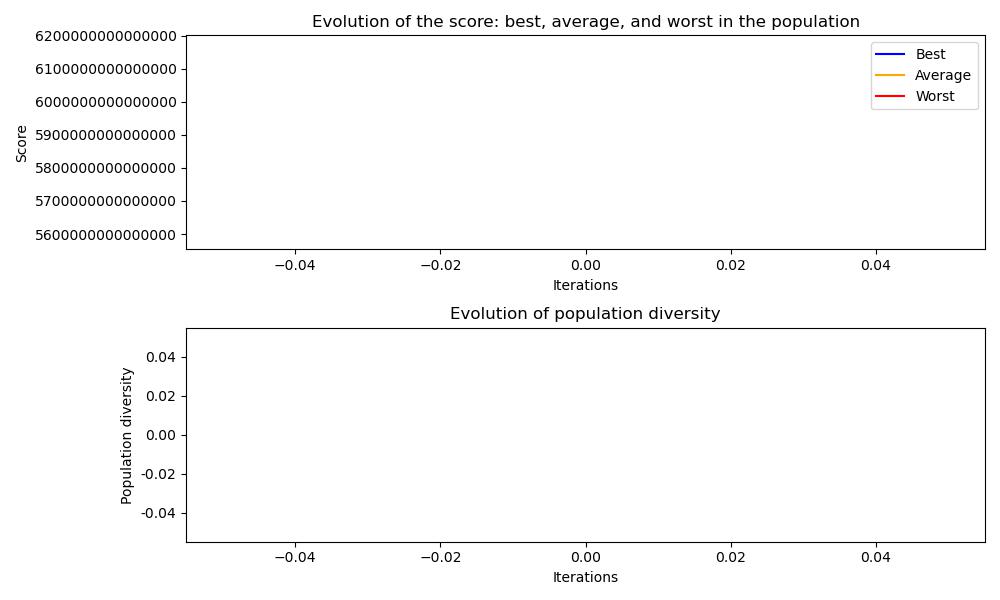 Evolution of the score: best, average, and worst in the population
6200000000000000
6100000000000000
6000000000000000
5900000000000000
5800000000000000
5700000000000000
5600000000000000
Score
Best
Average
Worst
−0.04 −0.02 0.00 0.02 0.04
Iterations
Evolution of population diversity
0.04
0.02
0.00
-0.02
-0.04
Population diversity
−0.04 −0.02 0.00 0.02 0.04
Iterations